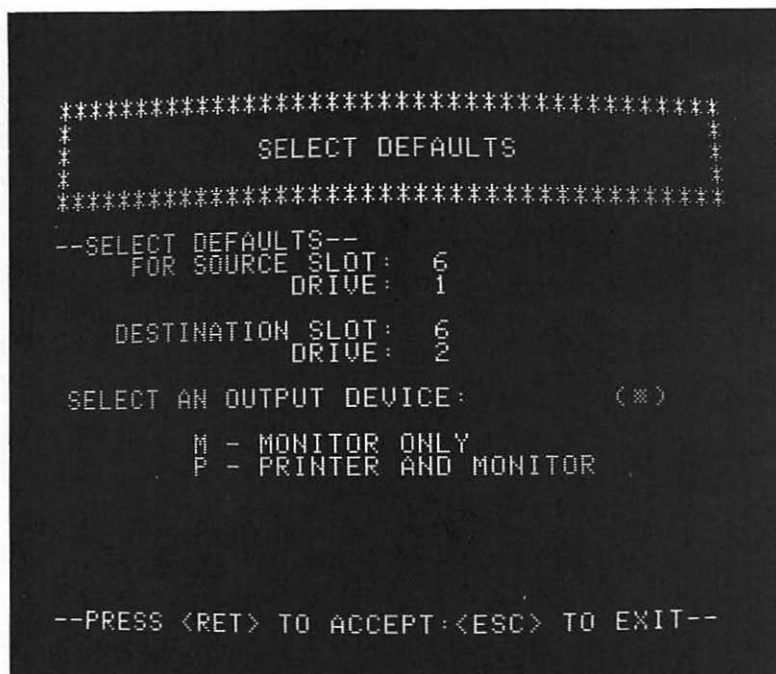 ****************************************
* *
* SELECT DEFAULTS *
* *
****************************************
--SELECT DEFAULTS--
FOR SOURCE SLOT: 6
DRIVE: 1
DESTINATION SLOT: 6
DRIVE: 2
SELECT AN OUTPUT DEVICE: (※)
M - MONITOR ONLY
P - PRINTER AND MONITOR
--PRESS <RET> TO ACCEPT:<ESC> TO EXIT--